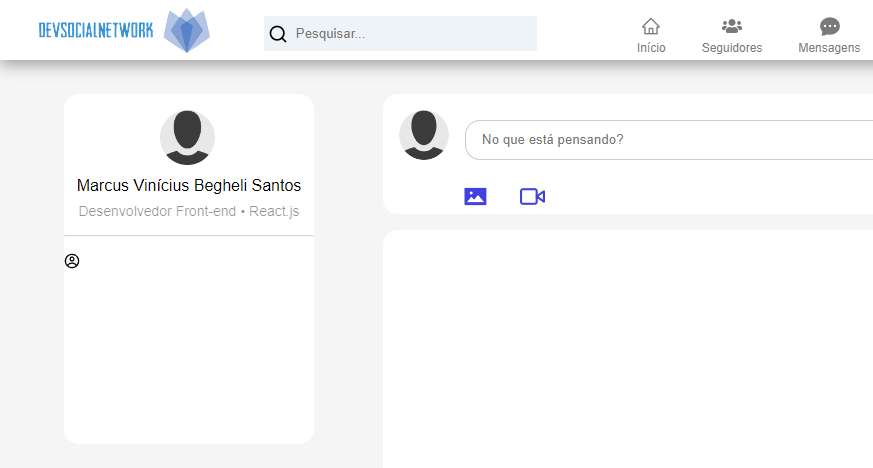 DEVSOCIALNETWORK
Pesquisar...
Início
Seguidores
Mensagens
Marcus Vinícius Begheli Santos
Desenvolvedor Front-end • React.js
No que está pensando?